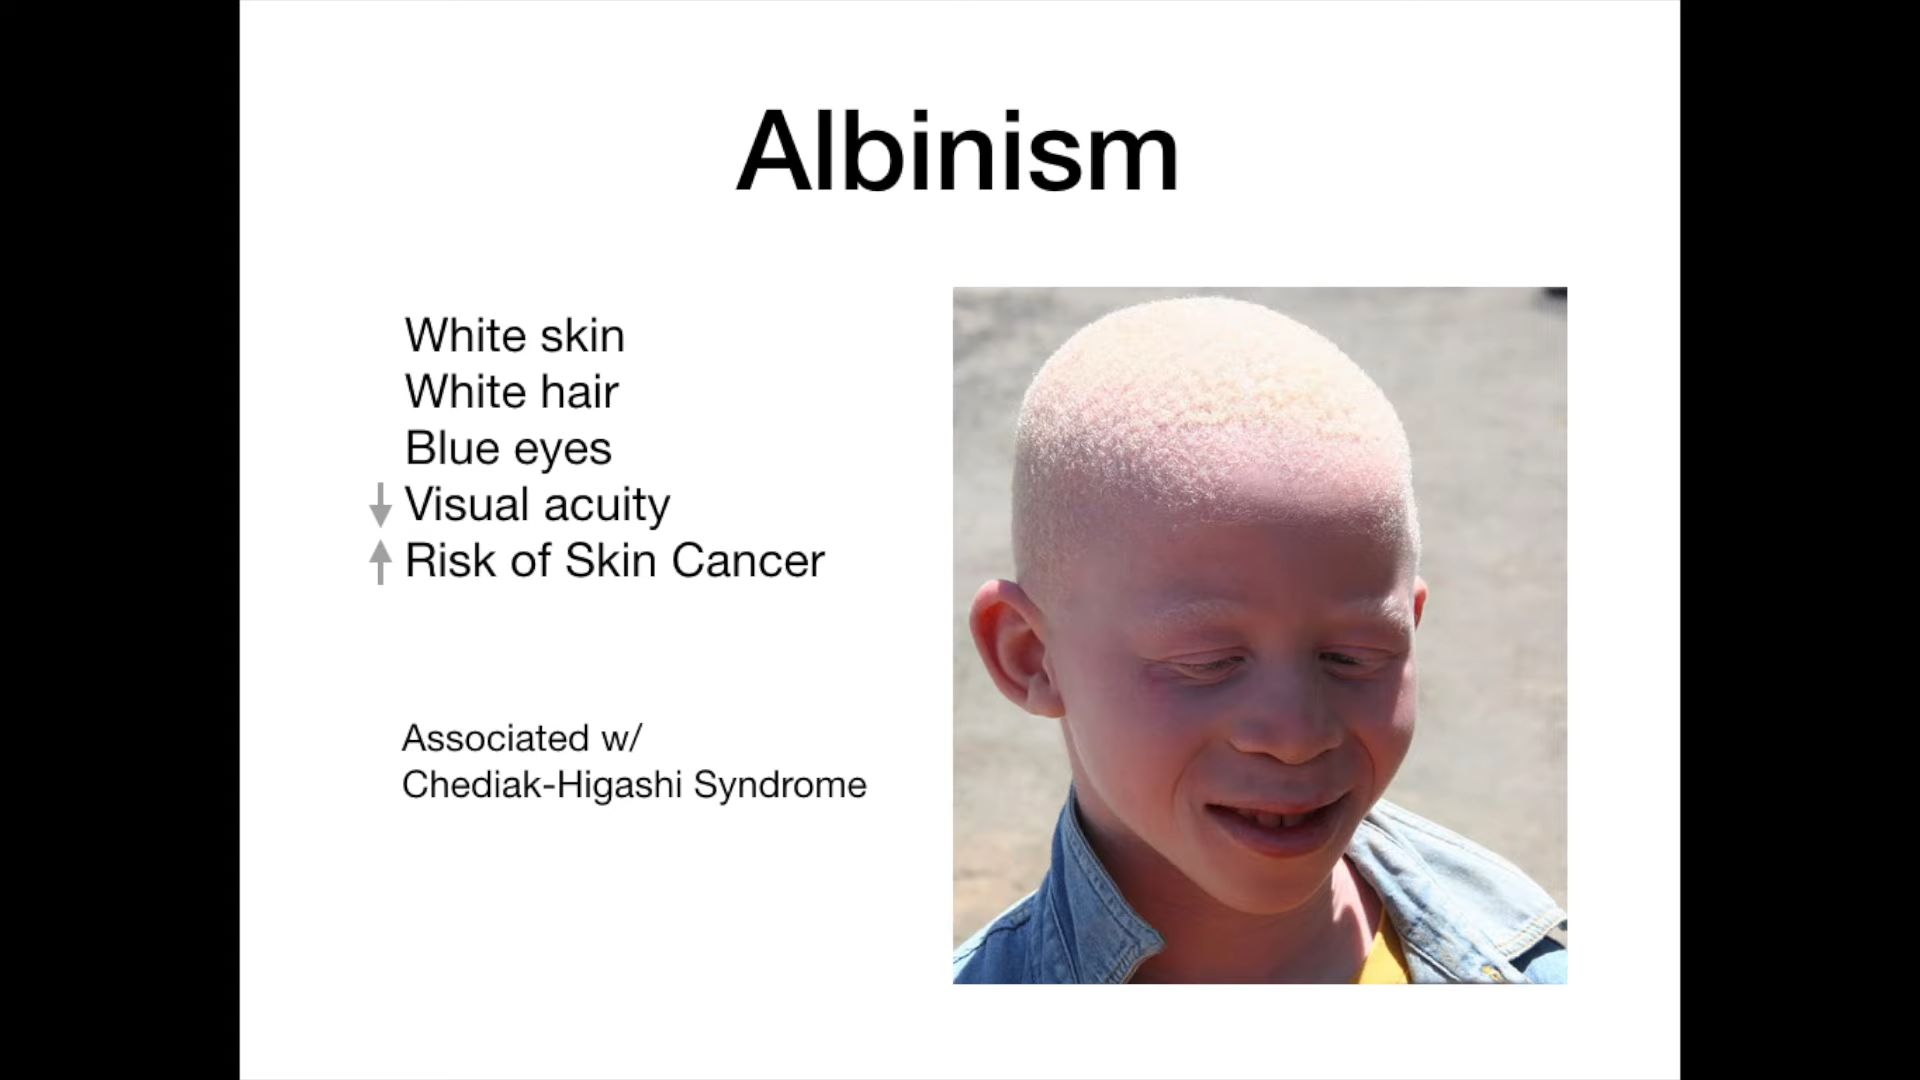 Albinism
White skin
White hair
Blue eyes
↓ Visual acuity
↑ Risk of Skin Cancer
Associated w/
Chediak-Higashi Syndrome